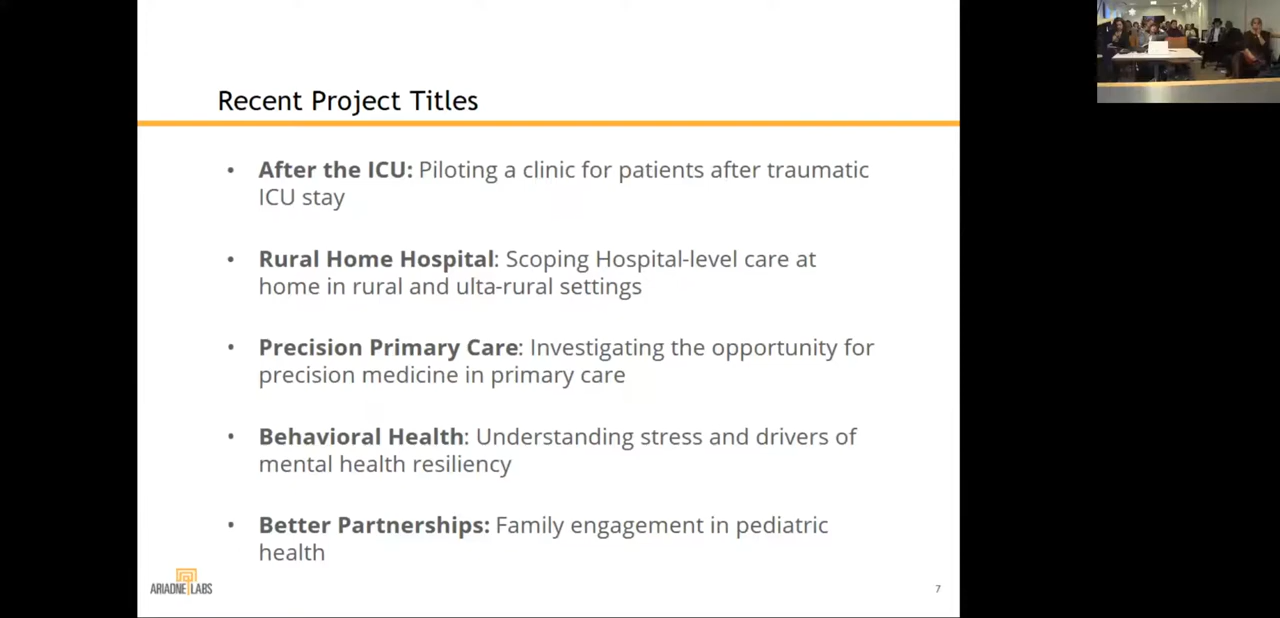 Recent Project Titles
• After the ICU: Piloting a clinic for patients after traumatic
ICU stay
• Rural Home Hospital: Scoping Hospital-level care at
home in rural and ulta-rural settings
• Precision Primary Care: Investigating the opportunity for
precision medicine in primary care
• Behavioral Health: Understanding stress and drivers of
mental health resiliency
• Better Partnerships: Family engagement in pediatric
health
ARIADNE LABS
7